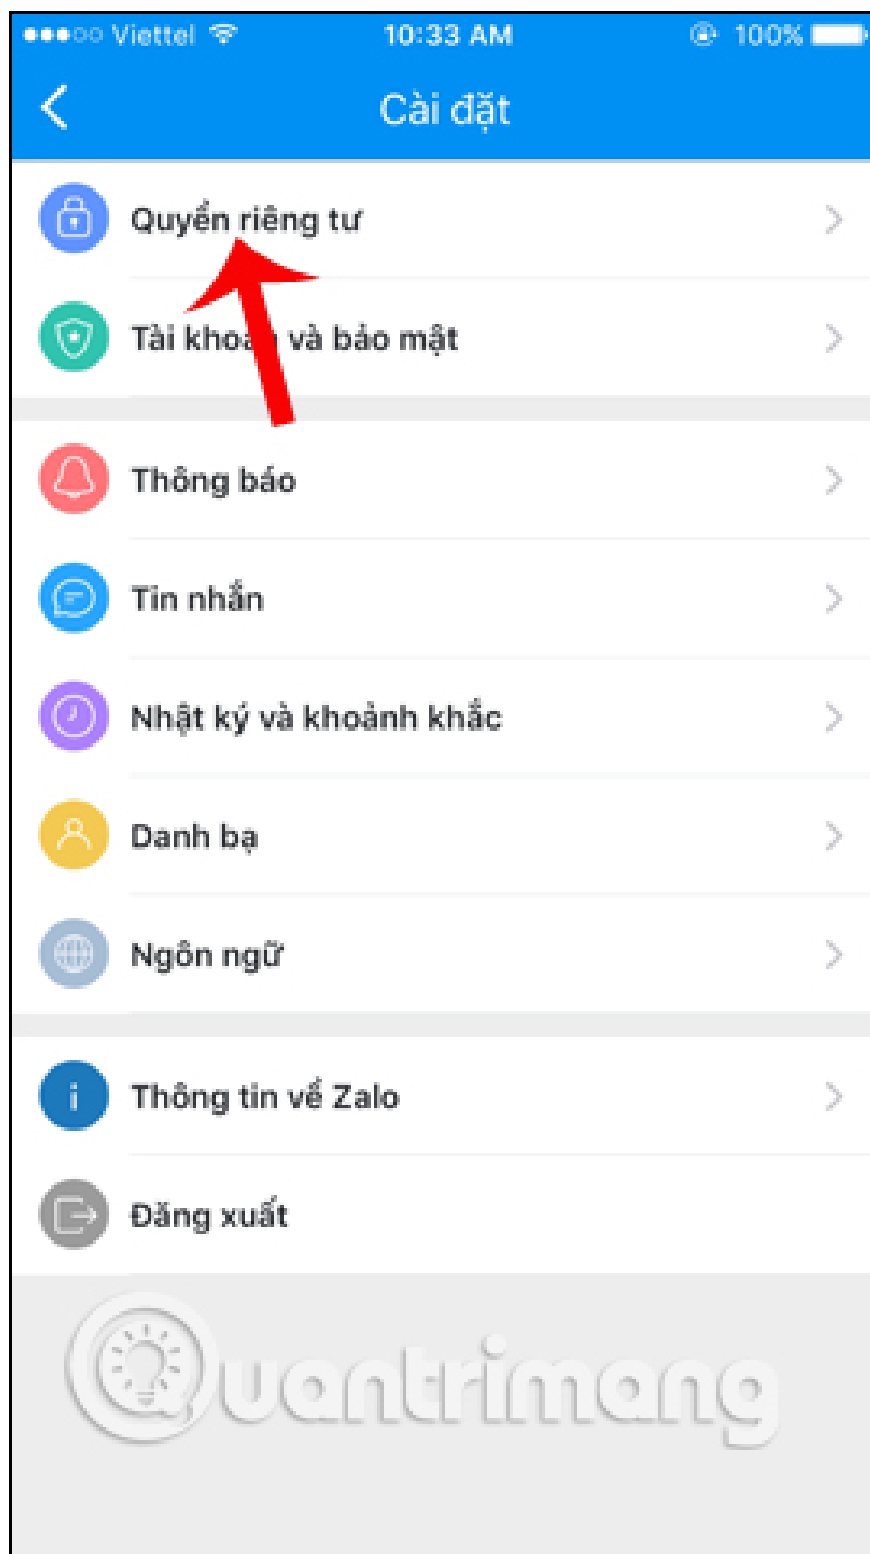 Viettel 10:33 AM 100%
Cài đặt
Quyền riêng tư
Tài khoản và bảo mật
Thông báo
Tin nhắn
Nhật ký và khoảnh khắc
Danh bạ
Ngôn ngữ
Thông tin về Zalo
Đăng xuất
Quantrimang